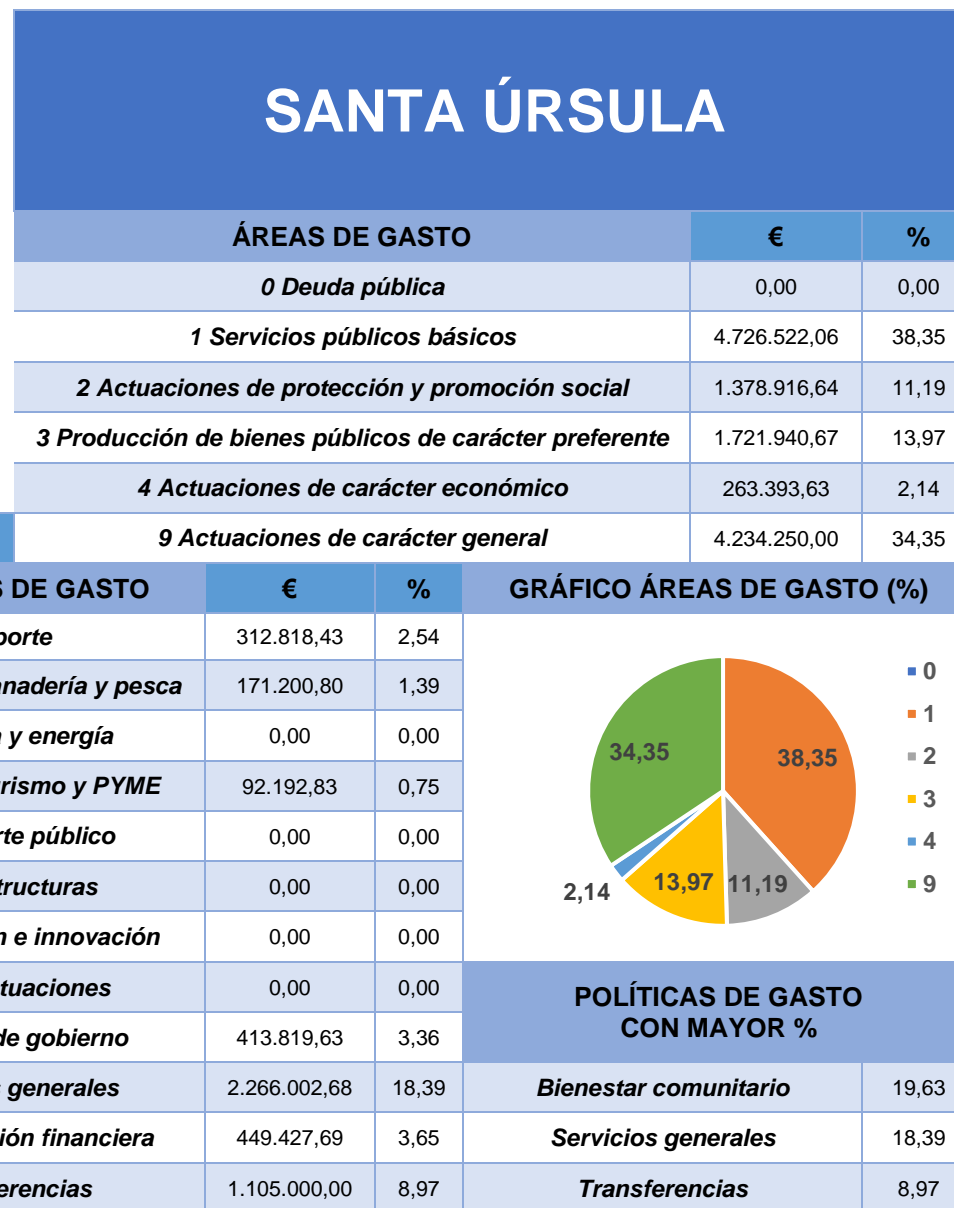 SANTA ÚRSULA
ÁREAS DE GASTO € %
0 Deuda pública 0,00 0,00
1 Servicios públicos básicos 4.726.522,06 38,35
2 Actuaciones de protección y promoción social 1.378.916,64 11,19
3 Producción de bienes públicos de carácter preferente 1.721.940,67 13,97
4 Actuaciones de carácter económico 263.393,63 2,14
9 Actuaciones de carácter general 4.234.250,00 34,35
S DE GASTO € %
porte 312.818,43 2,54
anadería y pesca 171.200,80 1,39
a y energía 0,00 0,00
urismo y PYME 92.192,83 0,75
rte público 0,00 0,00
tructuras 0,00 0,00
n e innovación 0,00 0,00
tuaciones 0,00 0,00
de gobierno 413.819,63 3,36
s generales 2.266.002,68 18,39
ión financiera 449.427,69 3,65
erencias 1.105.000,00 8,97
GRÁFICO ÁREAS DE GASTO (%)
34,35
38,35
2,14
13,97
11,19
0
1
2
3
4
9
POLÍTICAS DE GASTO
CON MAYOR %
Bienestar comunitario 19,63
Servicios generales 18,39
Transferencias 8,97